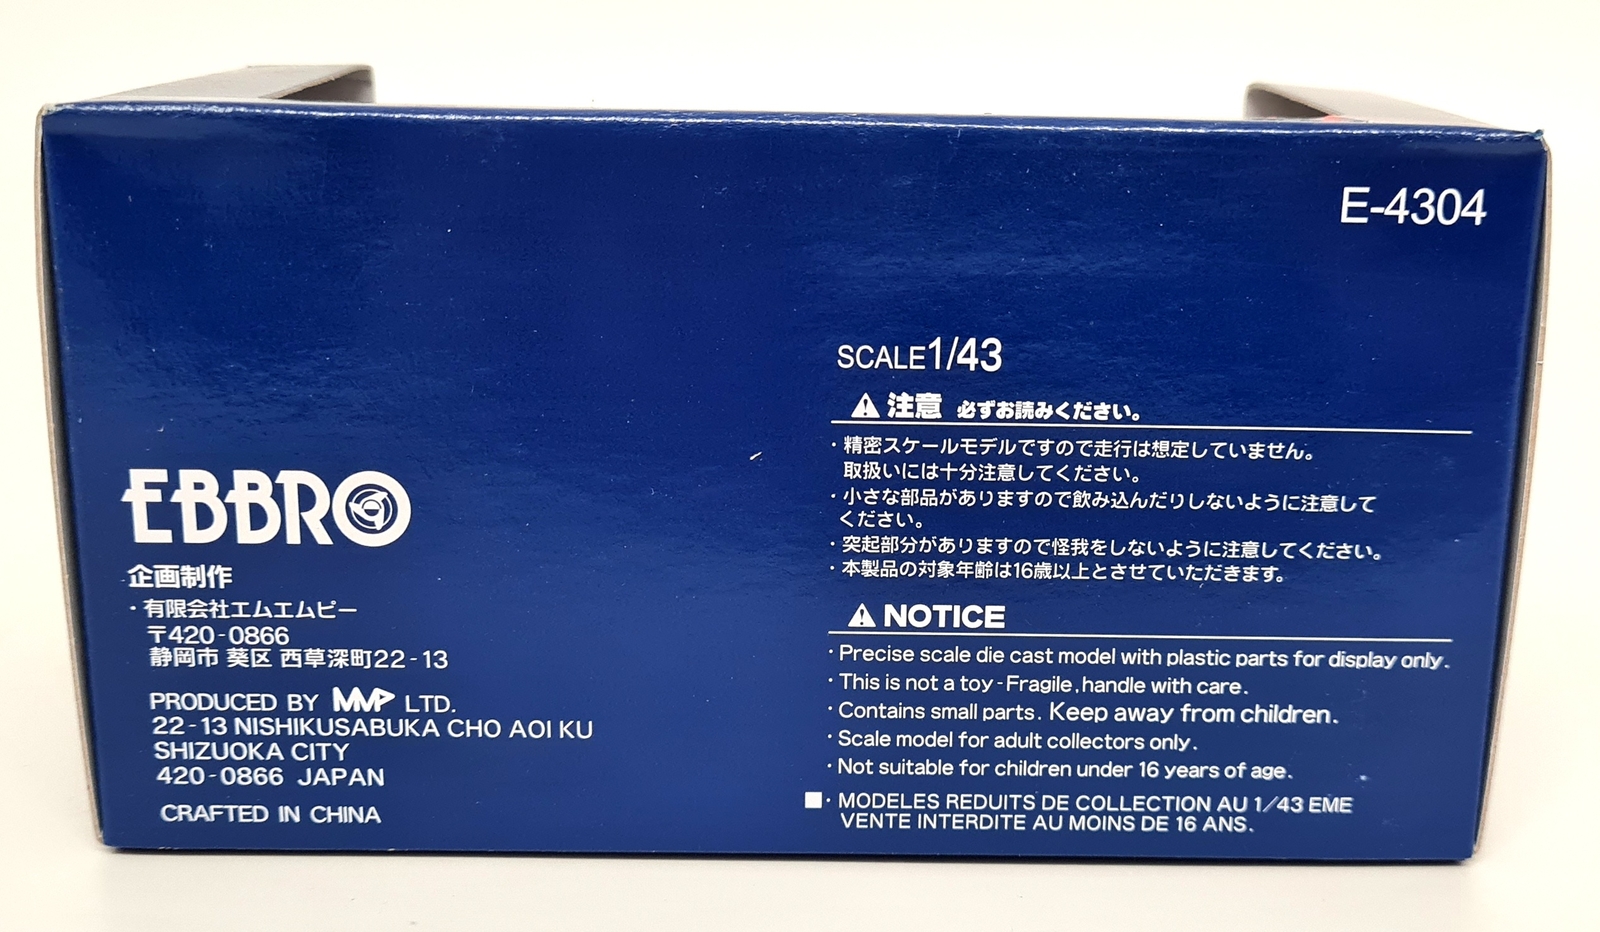 E-4304
SCALE1/43
⚠注意 必ずお読みください。
・精密スケールモデルですので走行は想定していません。
取扱いには十分注意してください。
・小さな部品がありますので飲み込んだりしないように注意して
ください。
・突起部分がありますので怪我をしないように注意してください。
・本製品の対象年齢は16歳以上とさせていただきます。
⚠NOTICE
・Precise scale die cast model with plastic parts for display only.
・This is not a toy-Fragile,handle with care.
・Contains small parts. Keep away from children.
・Scale model for adult collectors only.
・Not suitable for children under 16 years of age.
■・MODELES REDUITS DE COLLECTION AU 1/43 EME
VENTE INTERDITE AU MOINS DE 16 ANS.
EBBRO
企画制作
・有限会社エムエムピー
〒420-0866
静岡市 葵区 西草深町22-13
PRODUCED BY MMP LTD.
22-13 NISHIKUSABUKA CHO AOI KU
SHIZUOKA CITY
420-0866 JAPAN
CRAFTED IN CHINA